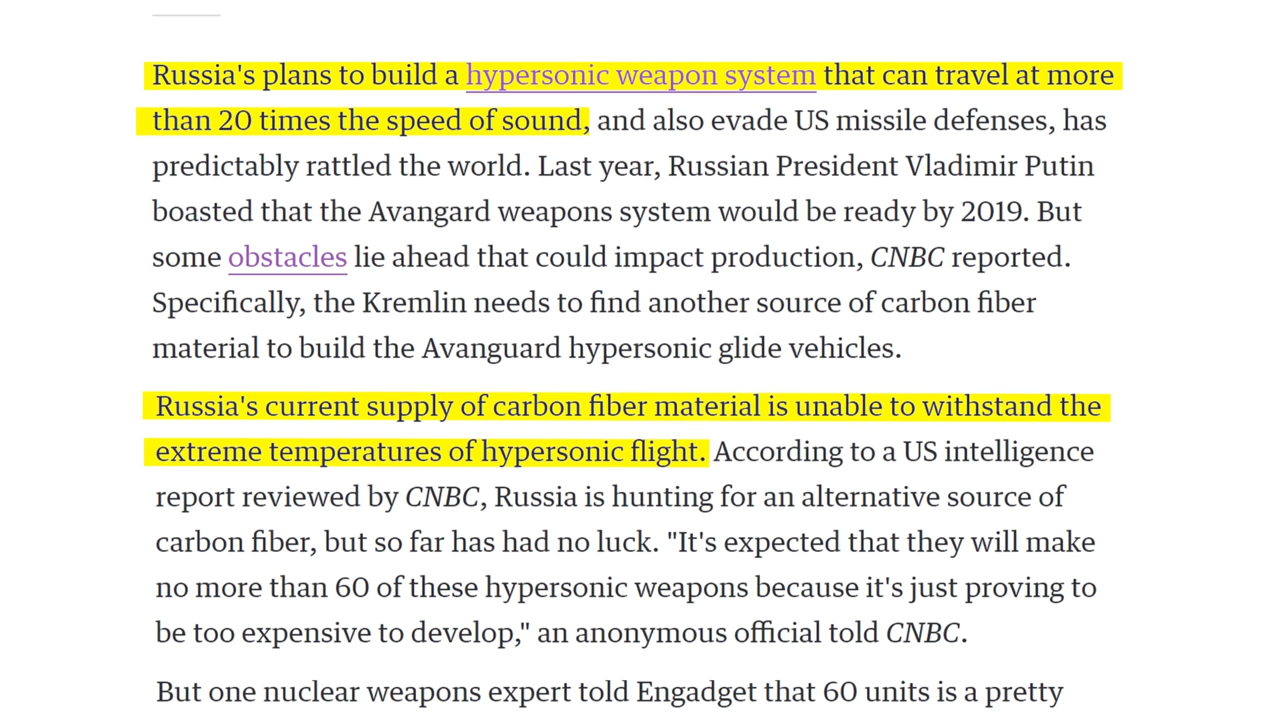 Russia's plans to build a hypersonic weapon system that can travel at more
than 20 times the speed of sound, and also evade US missile defenses, has
predictably rattled the world. Last year, Russian President Vladimir Putin
boasted that the Avangard weapons system would be ready by 2019. But
some obstacles lie ahead that could impact production, CNBC reported.
Specifically, the Kremlin needs to find another source of carbon fiber
material to build the Avanguard hypersonic glide vehicles.
Russia's current supply of carbon fiber material is unable to withstand the
extreme temperatures of hypersonic flight. According to a US intelligence
report reviewed by CNBC, Russia is hunting for an alternative source of
carbon fiber, but so far has had no luck. "It's expected that they will make
no more than 60 of these hypersonic weapons because it's just proving to
be too expensive to develop," an anonymous official told CNBC.
But one nuclear weapons expert told Engadget that 60 units is a pretty